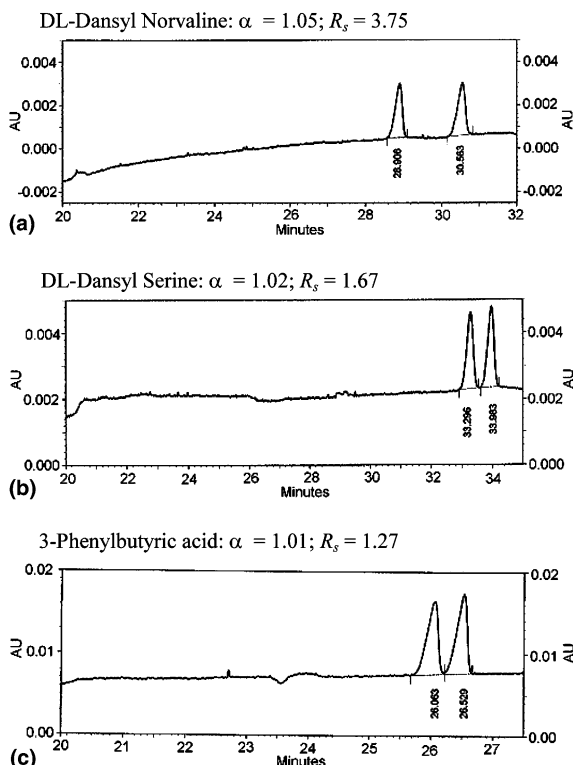 DL-Dansyl Norvaline: α = 1.05; Rs = 3.75
0.004 0.004
0.002 0.002
AU AU
0.000 0.000
-0.002 -0.002
28.906 30.563
20 22 24 26 28 30 32
(a) Minutes
DL-Dansyl Serine: α = 1.02; Rs = 1.67
0.004 0.004
AU AU
0.002 0.002
33.296 33.963
0.000 0.000
20 22 24 26 28 30 32 34
(b) Minutes
3-Phenylbutyric acid: α = 1.01; Rs = 1.27
0.02 0.02
AU AU
0.01 0.01
26.063 26.529
0.00 0.00
20 21 22 23 24 25 26 27
(c) Minutes